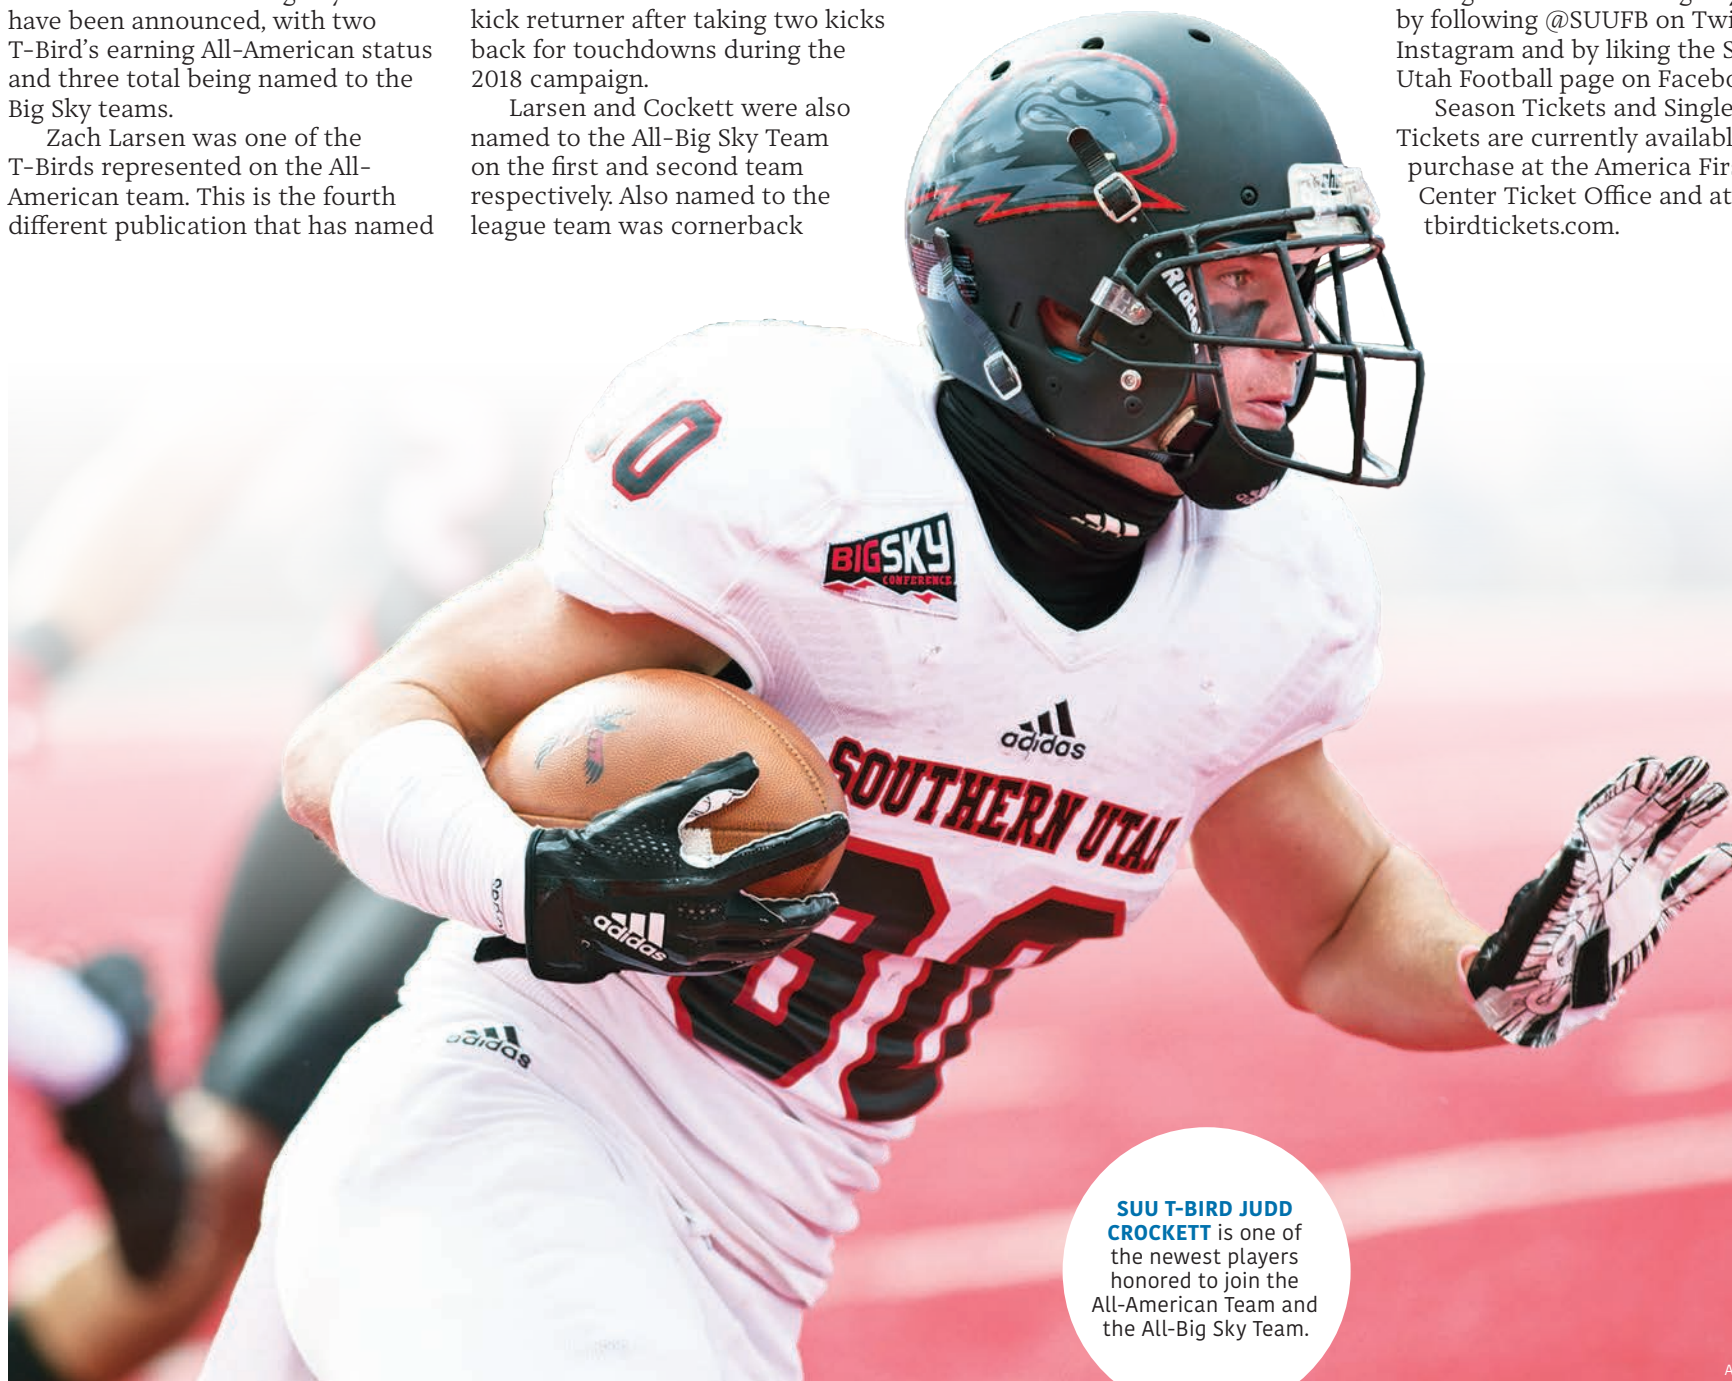 have been announced, with two
T-Bird's earning All-American status
and three total being named to the
Big Sky teams.
Zach Larsen was one of the
T-Birds represented on the All-
American team. This is the fourth
different publication that has named
kick returner after taking two kicks
back for touchdowns during the
2018 campaign.
Larsen and Cockett were also
named to the All-Big Sky Team
on the first and second team
respectively. Also named to the
league team was cornerback
by following @SUUFB on
Instagram and by liking the
Utah Football page on
Season Tickets and Single
Tickets are currently
purchase at the America
Center Ticket Office and at
tbirdtickets.com.
80
BIG SKY
CONFERENCE
adidas
SOUTHERN UTAH
80
adidas
adidas
SUU T-BIRD JUDD
CROCKETT is one of
the newest players
honored to join the
All-American Team and
the All-Big Sky Team.